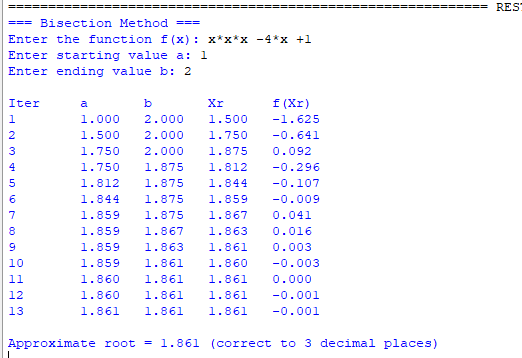 ================================================================ RES
=== Bisection Method ===
Enter the function f(x): x*x*x -4*x +1
Enter starting value a: 1
Enter ending value b: 2
Iter a b Xr f(Xr)
1 1.000 2.000 1.500 -1.625
2 1.500 2.000 1.750 -0.641
3 1.750 2.000 1.875 0.092
4 1.750 1.875 1.812 -0.296
5 1.812 1.875 1.844 -0.107
6 1.844 1.875 1.859 -0.009
7 1.859 1.875 1.867 0.041
8 1.859 1.867 1.863 0.016
9 1.859 1.863 1.861 0.003
10 1.859 1.861 1.860 -0.003
11 1.860 1.861 1.861 0.000
12 1.860 1.861 1.861 -0.001
13 1.861 1.861 1.861 -0.001
Approximate root = 1.861 (correct to 3 decimal places)